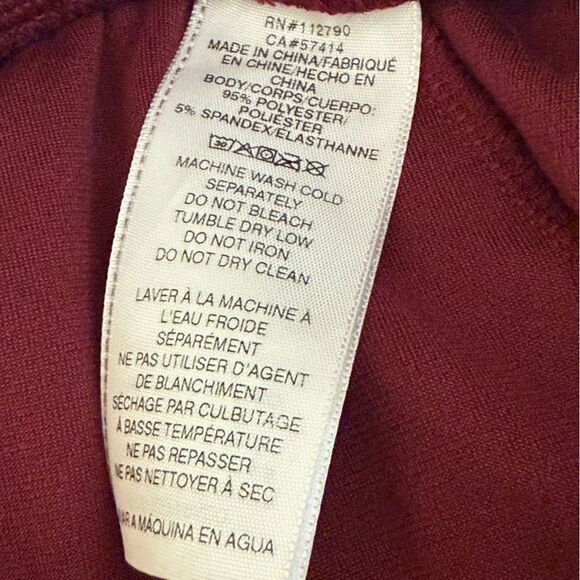 RN#112790
CA#57414
MADE IN CHINA/FABRIQUÉ
EN CHINE/HECHO EN
CHINA
BODY/CORPS/CUERPO:
95% POLYESTER/
POLIÉSTER
5% SPANDEX/ELASTHANNE
30
MACHINE WASH COLD
SEPARATELY
DO NOT BLEACH
TUMBLE DRY LOW
DO NOT IRON
DO NOT DRY CLEAN
LAVER À LA MACHINE À
L'EAU FROIDE
SÉPARÉMENT
NE PAS UTILISER D'AGENT
DE BLANCHIMENT
SÉCHAGE PAR CULBUTAGE
À BASSE TEMPÉRATURE
NE PAS REPASSER
NE PAS NETTOYER À SEC
A MÁQUINA EN AGUA